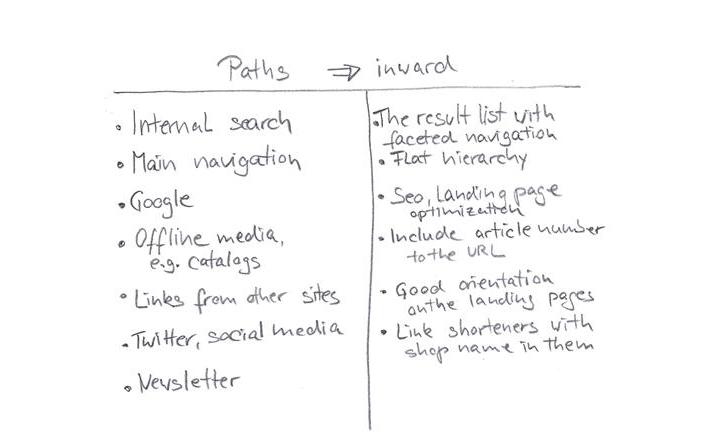 Paths ⇒ inward
• Internal search
• Main navigation
• Google
• Offline media,
e.g. catalogs
• Links from other sites
• Twitter, social media
• Newsletter
• The result list with
faceted navigation
• Flat hierarchy
• Seo, Landing page
optimization
• Include article number
to the URL
• Good orientation
on the landing pages
• Link shorteners with
shop name in them